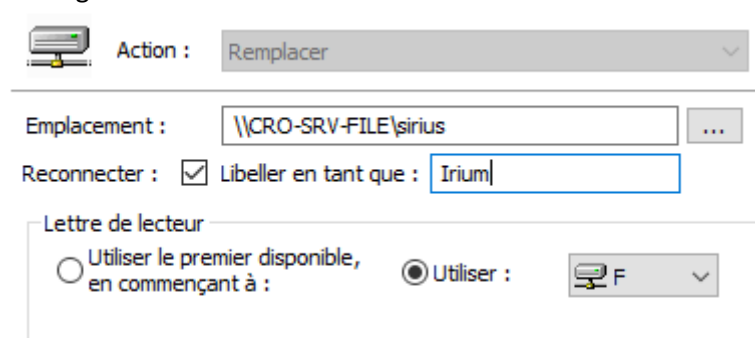 Action : Remplacer
Emplacement : \\CRO-SRV-FILE\sirius ...
Reconnecter : Libeller en tant que : Irium
Lettre de lecteur
Utiliser le premier disponible,
en commençant à :
Utiliser : F